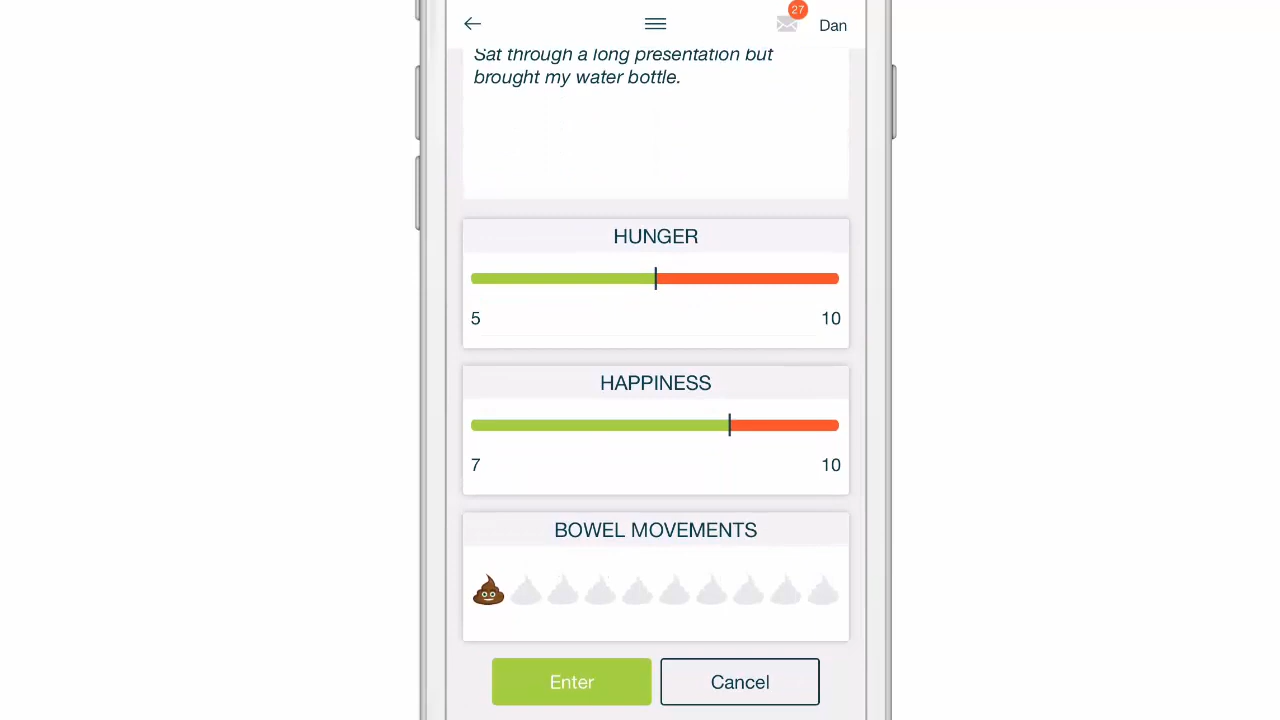 27
Dan
Sat through a long presentation but
brought my water bottle.
HUNGER
5 10
HAPPINESS
7 10
BOWEL MOVEMENTS
Enter Cancel